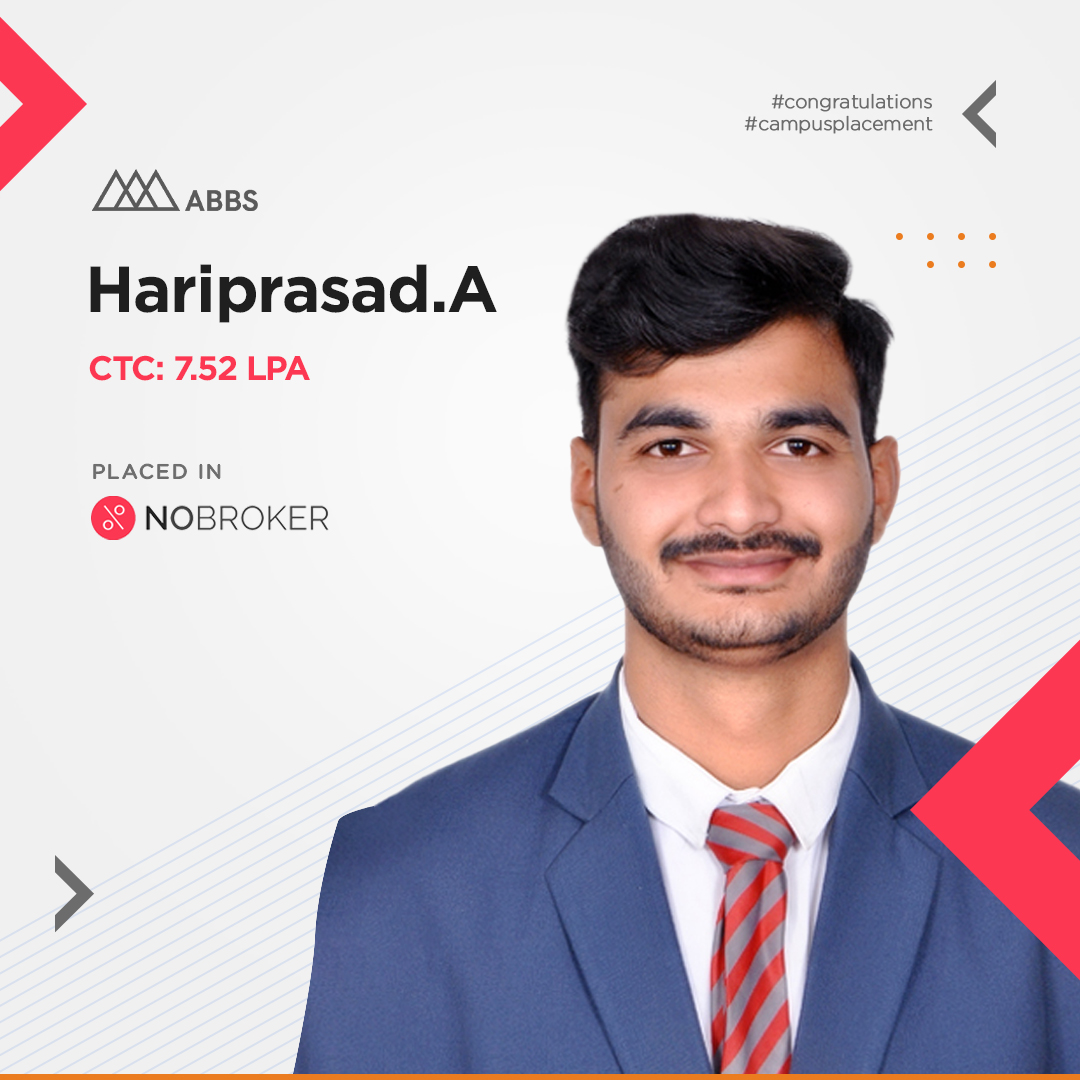 #congratulations
#campusplacement
ABBS
Hariprasad.A
CTC: 7.52 LPA
PLACED IN
NOBROKER